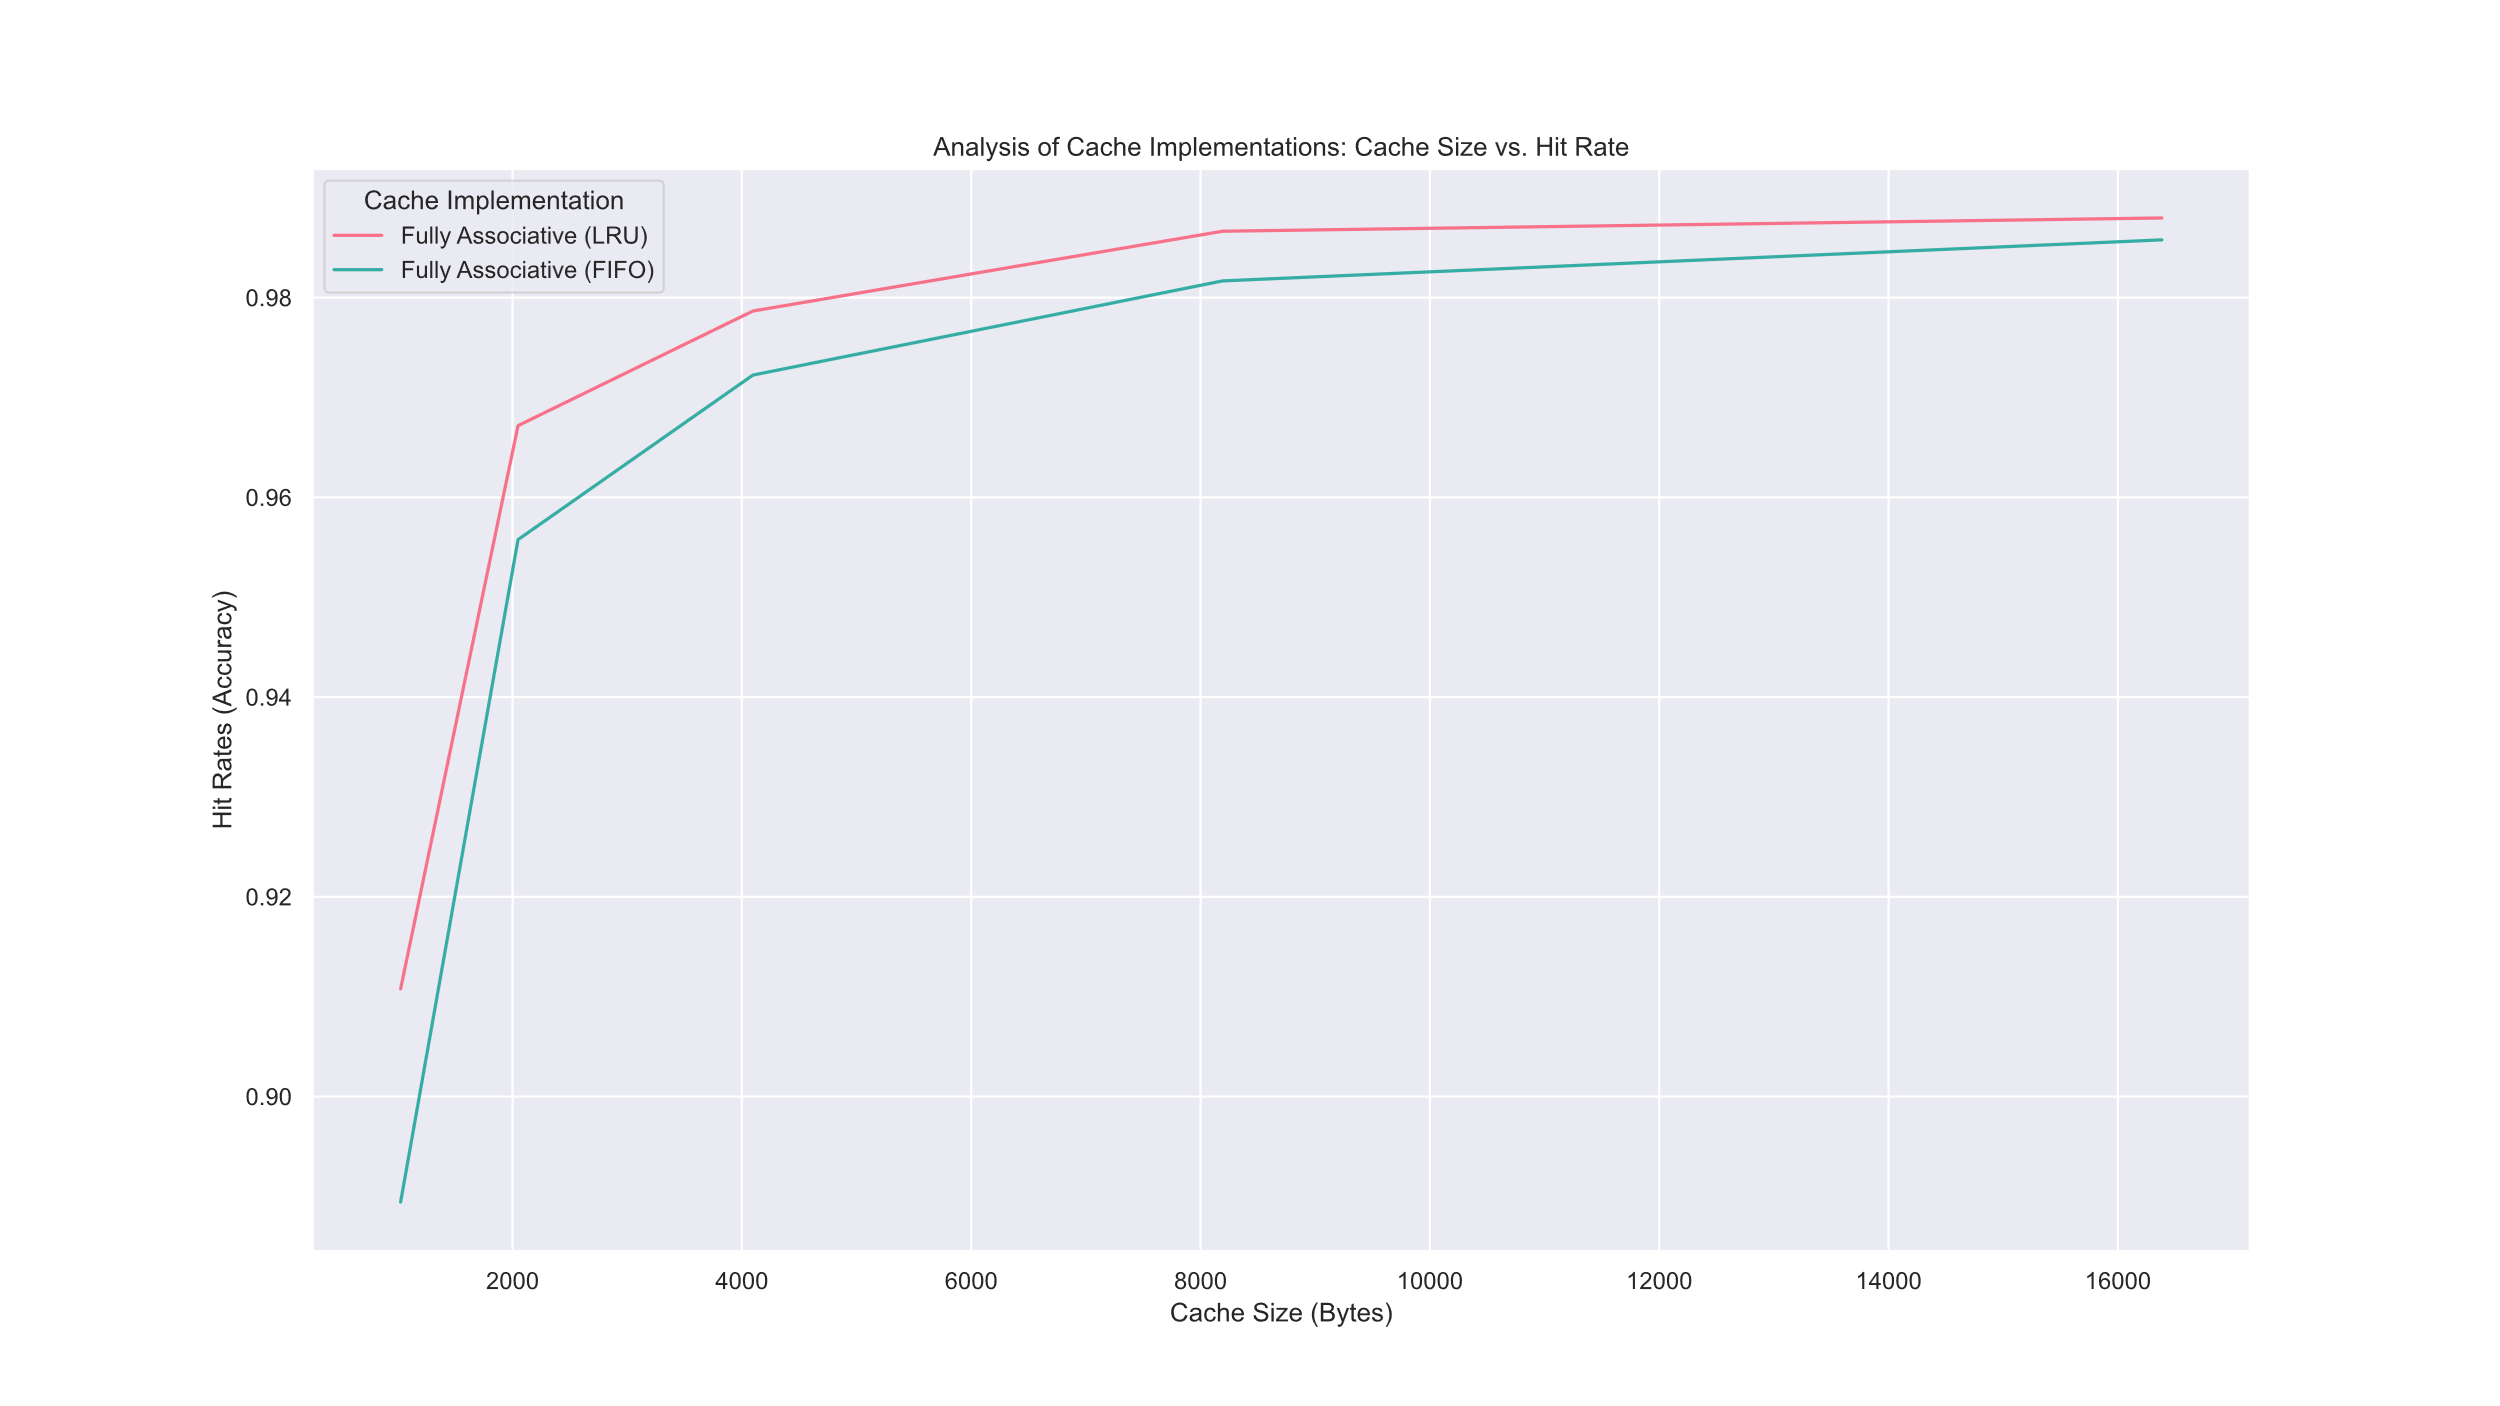 Analysis of Cache Implementations: Cache Size vs. Hit Rate
Cache Implementation
Fully Associative (LRU)
Fully Associative (FIFO)
Hit Rates (Accuracy)
0.98
0.96
0.94
0.92
0.90
2000 4000 6000 8000 10000 12000 14000 16000
Cache Size (Bytes)